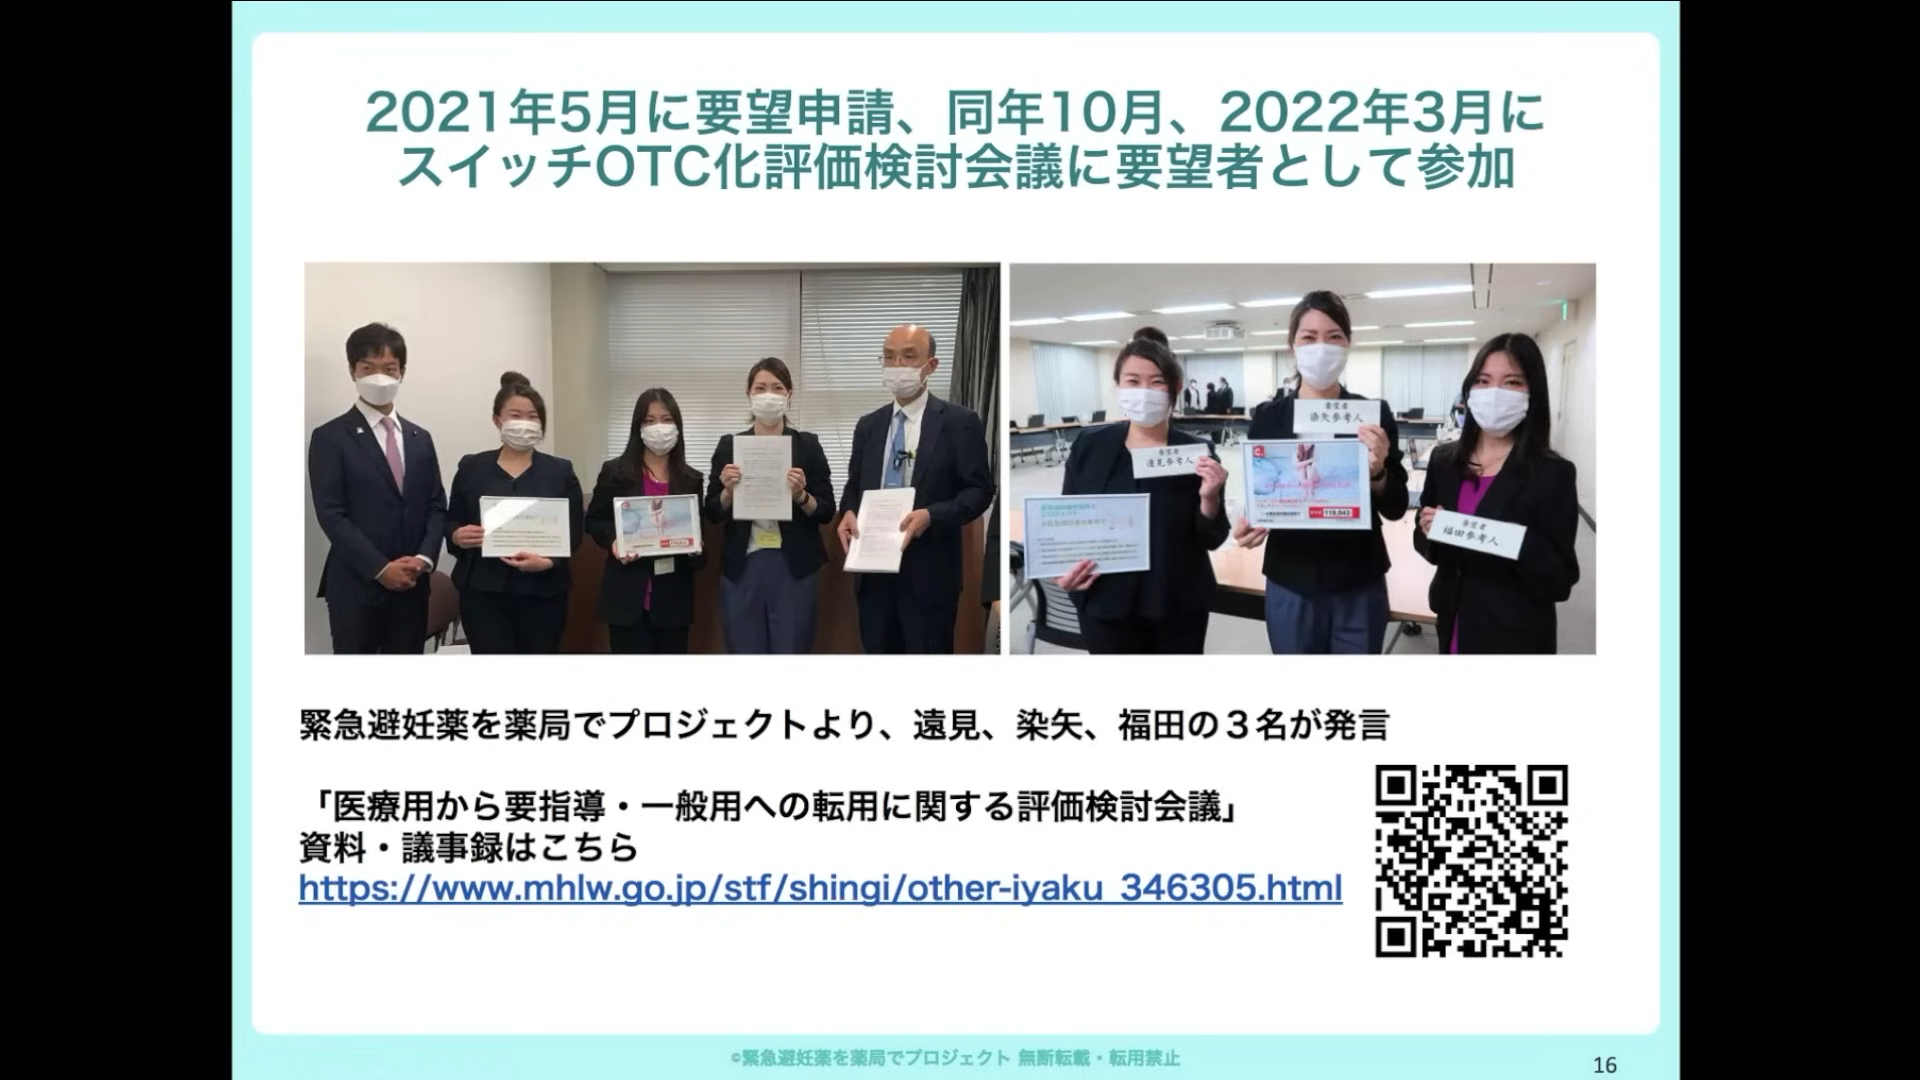 2021年5月に要望申請、同年10月、2022年3月に
スイッチOTC化評価検討会議に要望者として参加
要望者
遠見参考人
要望者
染矢参考人
要望者
福田参考人
緊急避妊薬を薬局でプロジェクトより、遠見、染矢、福田の３名が発言
「医療用から要指導・一般用への転用に関する評価検討会議」
資料・議事録はこちら
https://www.mhlw.go.jp/stf/shingi/other-iyaku_346305.html
©緊急避妊薬を薬局でプロジェクト 無断転載・転用禁止
16